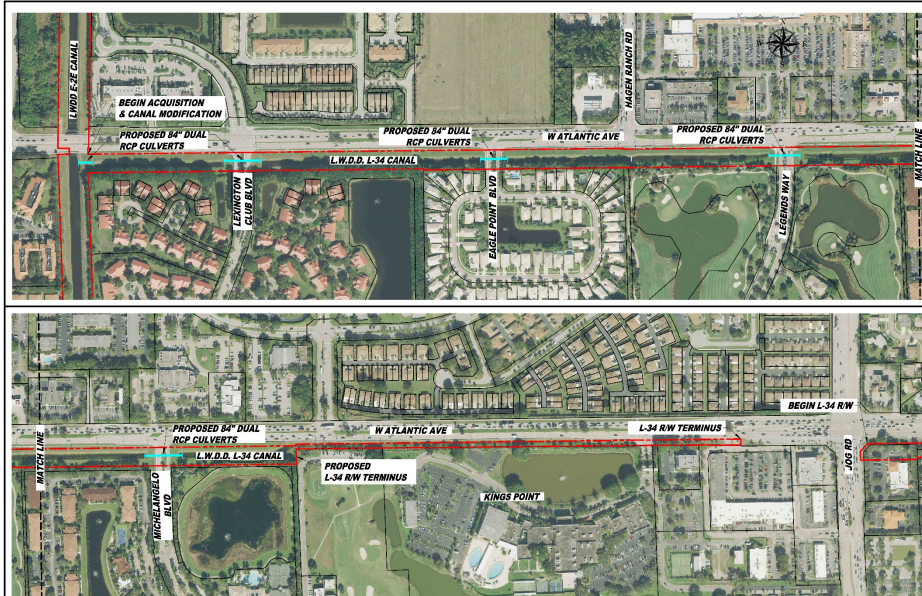 LWDD E-2E CANAL
BEGIN ACQUISITION
& CANAL MODIFICATION
PROPOSED 84" DUAL
RCP CULVERTS
PROPOSED 84" DUAL
RCP CULVERTS
W ATLANTIC AVE
HAGEN RANCH RD
PROPOSED 84" DUAL
RCP CULVERTS
MATCH LINE
L.W.D.D. L-34 CANAL
LEXINGTON
CLUB BLVD
EAGLE POINT BLVD
LEGENDS WAY
BEGIN L-34 R/W
PROPOSED 84" DUAL
RCP CULVERTS
W ATLANTIC AVE
L-34 R/W TERMINUS
MATCH LINE
L.W.D.D. L-34 CANAL
PROPOSED
L-34 R/W TERMINUS
JOG RD
MICHELANGELO
BLVD
KINGS POINT